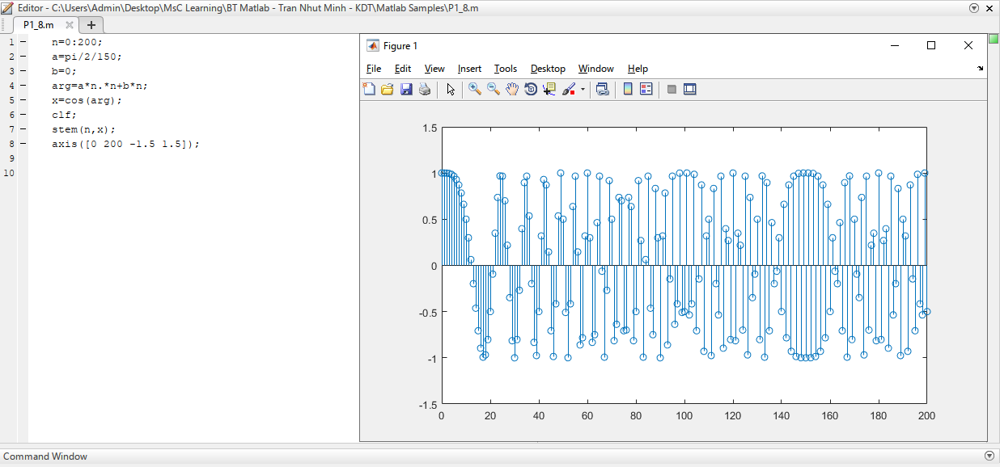 Editor - C:\Users\Admin\Desktop\MsC Learning\BT Matlab - Tran Nhut Minh - KDT\Matlab Samples\P1_8.m
P1_8.m
1 n=0:200;
2 a=pi/2/150;
3 b=0;
4 arg=a*n.*n+b*n;
5 x=cos(arg);
6 clf;
7 stem(n,x);
8 axis([0 200 -1.5 1.5]);
9
10
Figure 1
File Edit View Insert Tools Desktop Window Help
1.5
1
0.5
0
-0.5
-1
-1.5
0 20 40 60 80 100 120 140 160 180 200
Command Window